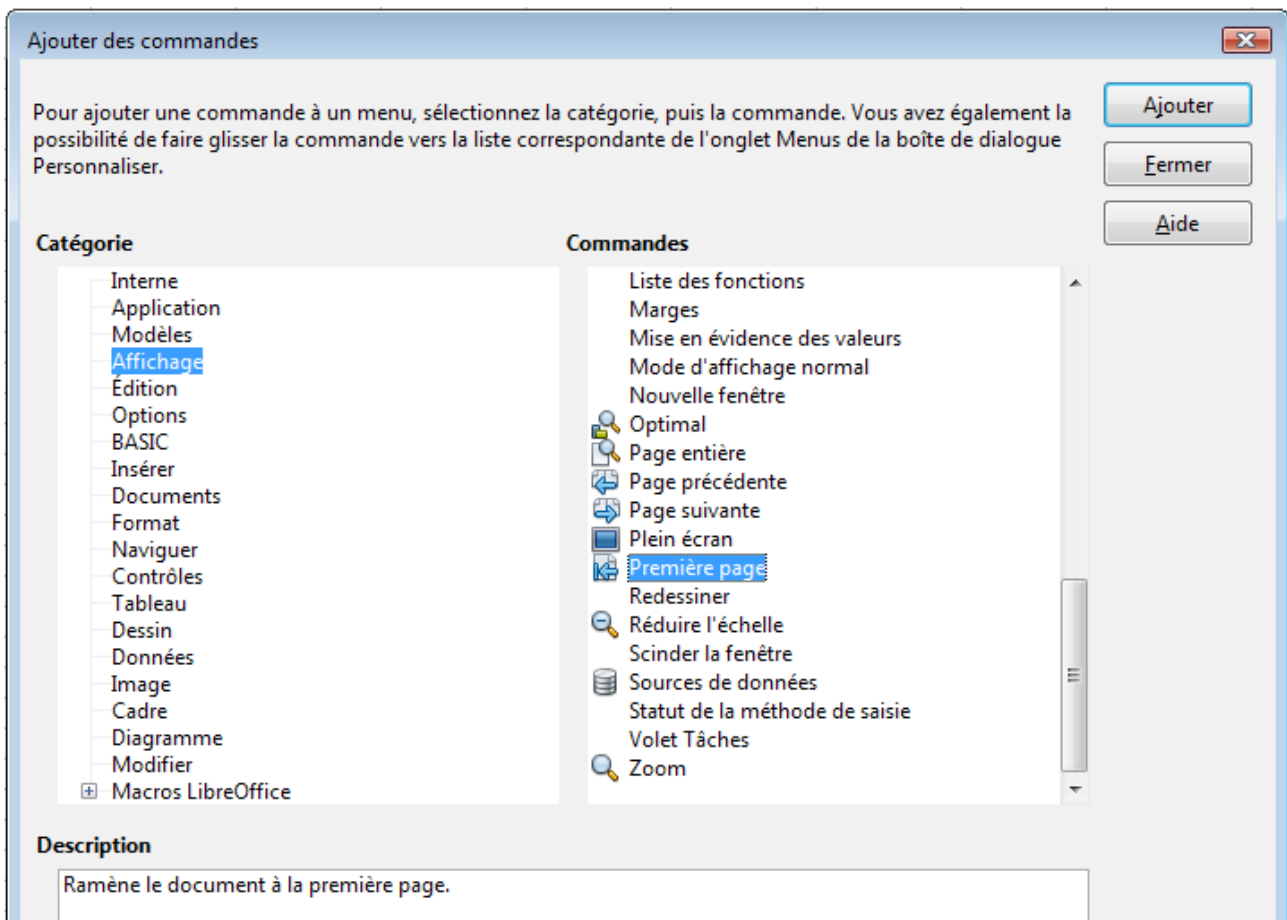 Ajouter des commandes
Pour ajouter une commande à un menu, sélectionnez la catégorie, puis la commande. Vous avez également la
possibilité de faire glisser la commande vers la liste correspondante de l'onglet Menus de la boîte de dialogue
Personnaliser.
Ajouter
Fermer
Aide
Catégorie
Interne
Application
Modèles
Affichage
Édition
Options
BASIC
Insérer
Documents
Format
Naviguer
Contrôles
Tableau
Dessin
Données
Image
Cadre
Diagramme
Modifier
Macros LibreOffice
Commandes
Liste des fonctions
Marges
Mise en évidence des valeurs
Mode d'affichage normal
Nouvelle fenêtre
Optimal
Page entière
Page précédente
Page suivante
Plein écran
Première page
Redessiner
Réduire l'échelle
Scinder la fenêtre
Sources de données
Statut de la méthode de saisie
Volet Tâches
Zoom
Description
Ramène le document à la première page.